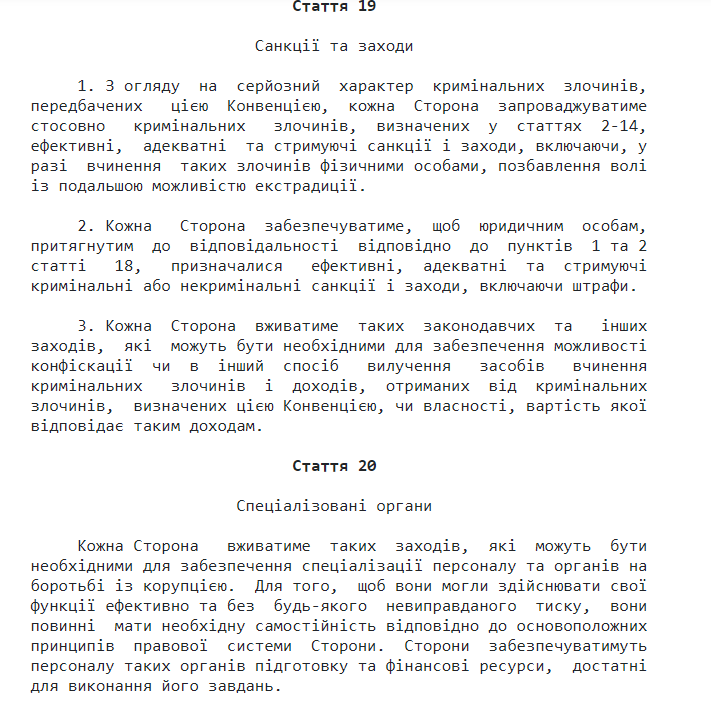 Стаття 19
Санкції та заходи
1. З огляду на серйозний характер кримінальних злочинів,
передбачених цією Конвенцією, кожна Сторона запроваджуватиме
стосовно кримінальних злочинів, визначених у статтях 2-14,
ефективні, адекватні та стримуючі санкції і заходи, включаючи, у
разі вчинення таких злочинів фізичними особами, позбавлення волі
із подальшою можливістю екстрадиції.
2. Кожна Сторона забезпечуватиме, щоб юридичним особам,
притягнутим до відповідальності відповідно до пунктів 1 та 2
статті 18, призначалися ефективні, адекватні та стримуючі
кримінальні або некримінальні санкції і заходи, включаючи штрафи.
3. Кожна Сторона вживатиме таких законодавчих та інших
заходів, які можуть бути необхідними для забезпечення можливості
конфіскації чи в інший спосіб вилучення засобів вчинення
кримінальних злочинів і доходів, отриманих від кримінальних
злочинів, визначених цією Конвенцією, чи власності, вартість якої
відповідає таким доходам.
Стаття 20
Спеціалізовані органи
Кожна Сторона вживатиме таких заходів, які можуть бути
необхідними для забезпечення спеціалізації персоналу та органів на
боротьбі із корупцією. Для того, щоб вони могли здійснювати свої
функції ефективно та без будь-якого невиправданого тиску, вони
повинні мати необхідну самостійність відповідно до основоположних
принципів правової системи Сторони. Сторони забезпечуватимуть
персоналу таких органів підготовку та фінансові ресурси, достатні
для виконання його завдань.